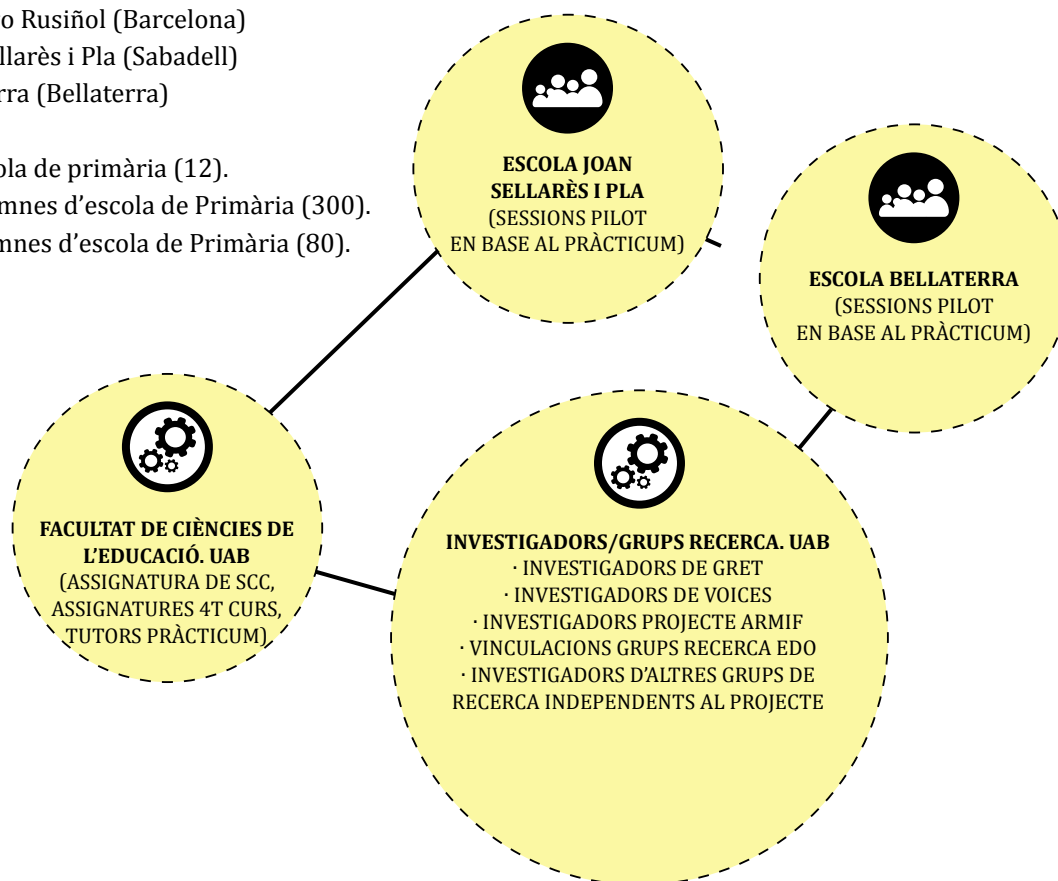 o Rusiñol (Barcelona)
llarès i Pla (Sabadell)
rra (Bellaterra)
ola de primària (12).
mnes d'escola de Primària (300).
mnes d'escola de Primària (80).
ESCOLA JOAN
SELLARÈS I PLA
(SESSIONS PILOT
EN BASE AL PRÀCTICUM)
ESCOLA BELLATERRA
(SESSIONS PILOT
EN BASE AL PRÀCTICUM)
FACULTAT DE CIÈNCIES DE
L'EDUCACIÓ. UAB
(ASSIGNATURA DE SCC,
ASSIGNATURES 4T CURS,
TUTORS PRÀCTICUM)
INVESTIGADORS/GRUPS RECERCA. UAB
· INVESTIGADORS DE GRET
· INVESTIGADORS DE VOICES
· INVESTIGADORS PROJECTE ARMIF
· VINCULACIONS GRUPS RECERCA EDO
· INVESTIGADORS D'ALTRES GRUPS DE
RECERCA INDEPENDENTS AL PROJECTE